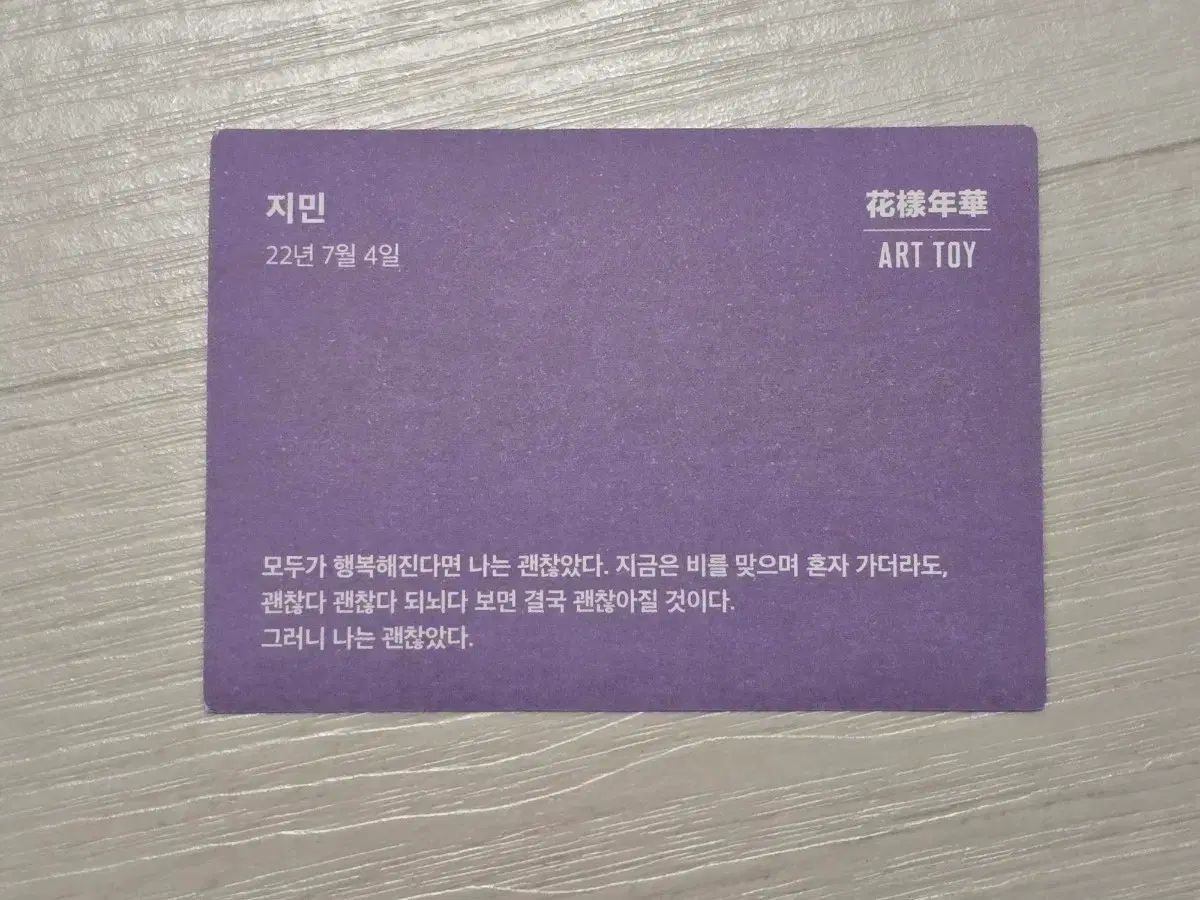 지민
22년 7월 4일
花樣年華
ART TOY
모두가 행복해진다면 나는 괜찮았다. 지금은 비를 맞으며 혼자 가더라도,
괜찮다 괜찮다 되뇌다 보면 결국 괜찮아질 것이다.
그러니 나는 괜찮았다.